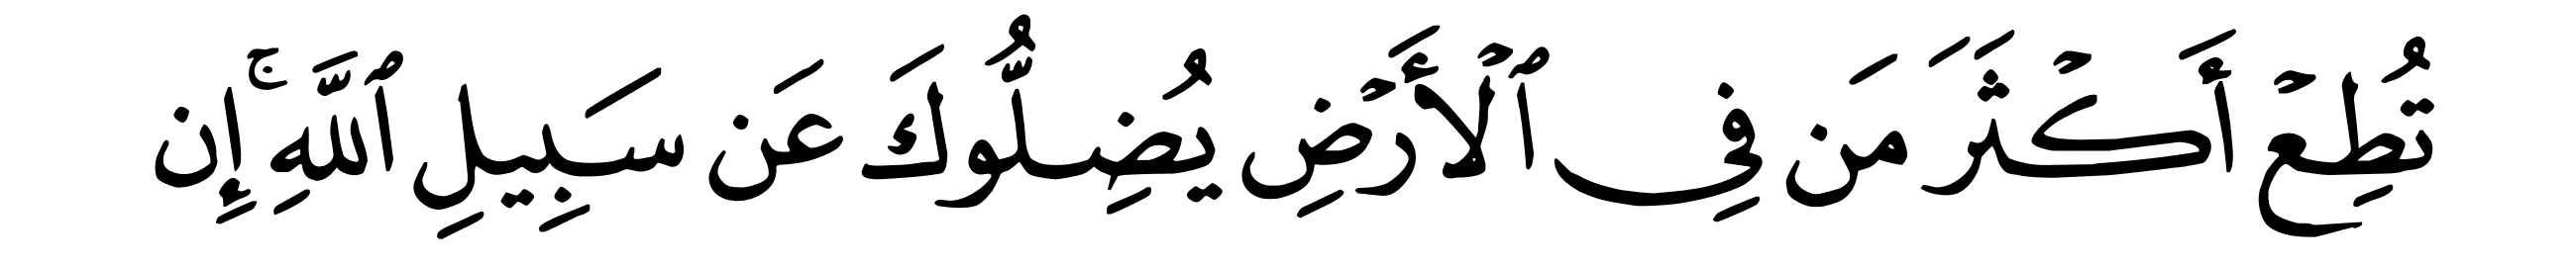 تُطِعۡ أَكۡثَرَ مَن فِي ٱلۡأَرۡضِ يُضِلُّوكَ عَن سَبِيلِ ٱللَّهِۚ إِن